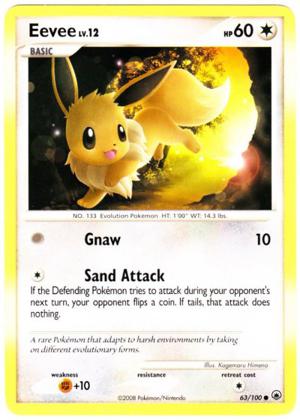 Eevee LV.12 HP 60
BASIC
NO. 133 Evolution Pokémon HT: 1'00" WT: 14.3 lbs.
Gnaw 10
Sand Attack
If the Defending Pokémon tries to attack during your opponent's
next turn, your opponent flips a coin. If tails, that attack does
nothing.
A rare Pokémon that adapts to harsh environments by taking
on different evolutionary forms.
Illus. Kagemaru Himeno
weakness resistance retreat cost
+10
©2008 Pokémon/Nintendo 63/100